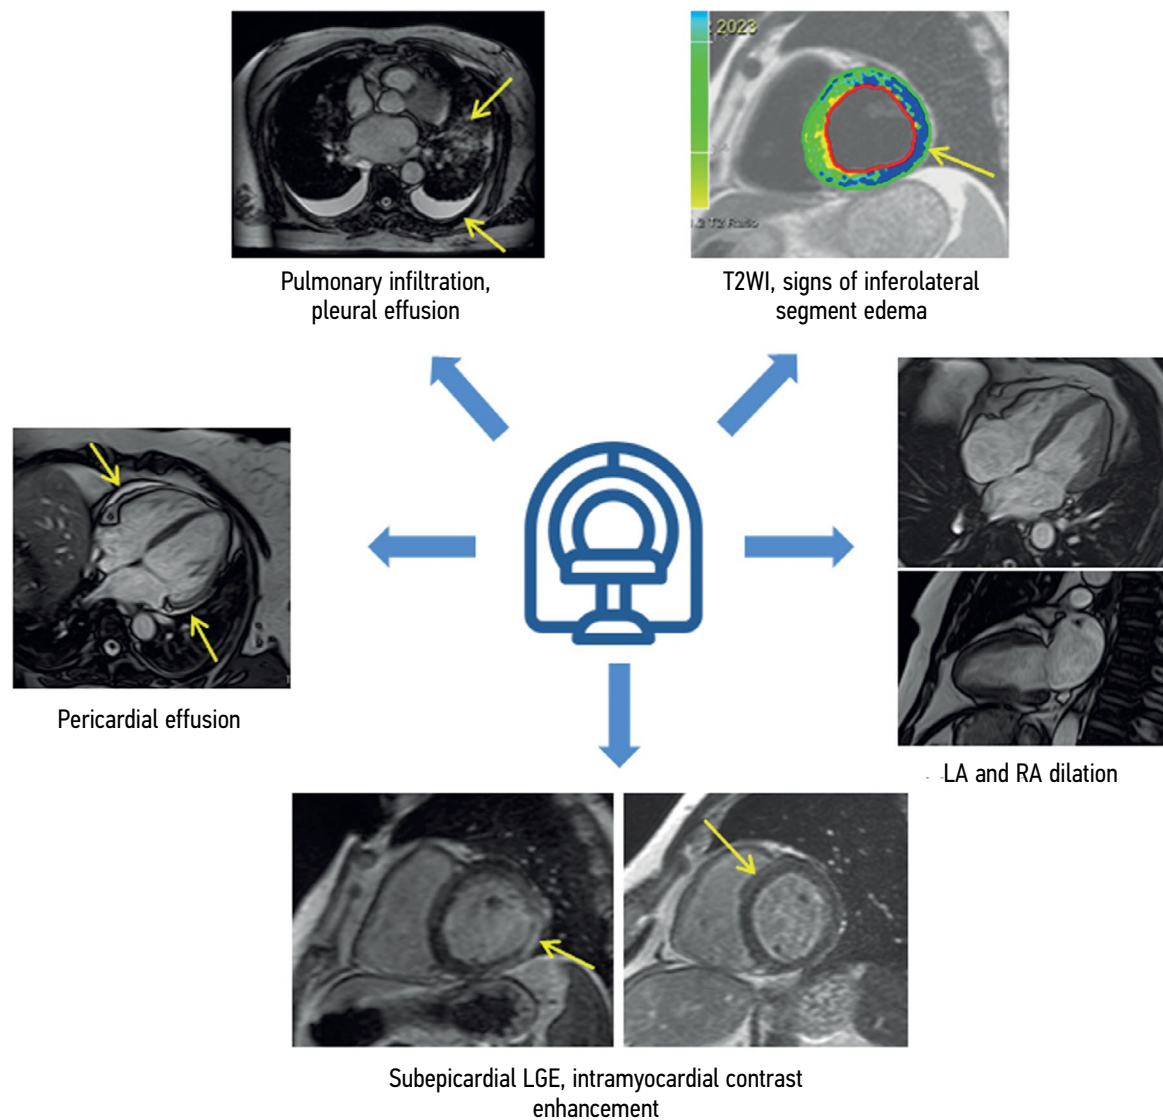 2023
T2 Ratio
Pulmonary infiltration,
pleural effusion
T2WI, signs of inferolateral
segment edema
Pericardial effusion
LA and RA dilation
Subepicardial LGE, intramyocardial contrast
enhancement